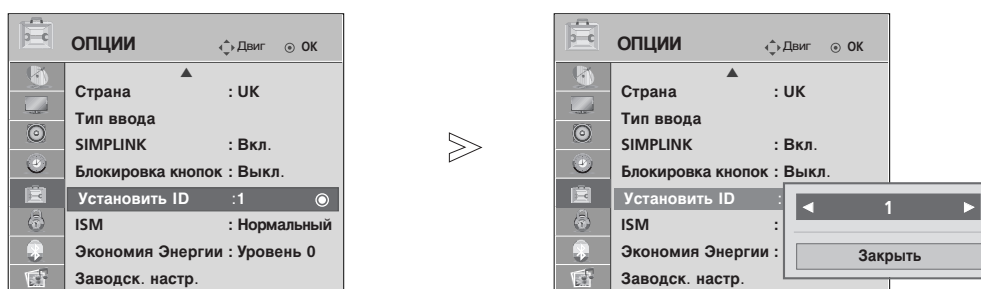 ОПЦИИ Двиг OK
Страна : UK
Тип ввода
SIMPLINK : Вкл.
Блокировка кнопок : Выкл.
Установить ID :1
ISM : Нормальный
Экономия Энергии : Уровень 0
Заводск. настр.
ОПЦИИ Двиг OK
Страна : UK
Тип ввода
SIMPLINK : Вкл.
Блокировка кнопок : Выкл.
Установить ID :
1
ISM :
Экономия Энергии :
Закрыть
Заводск. настр.